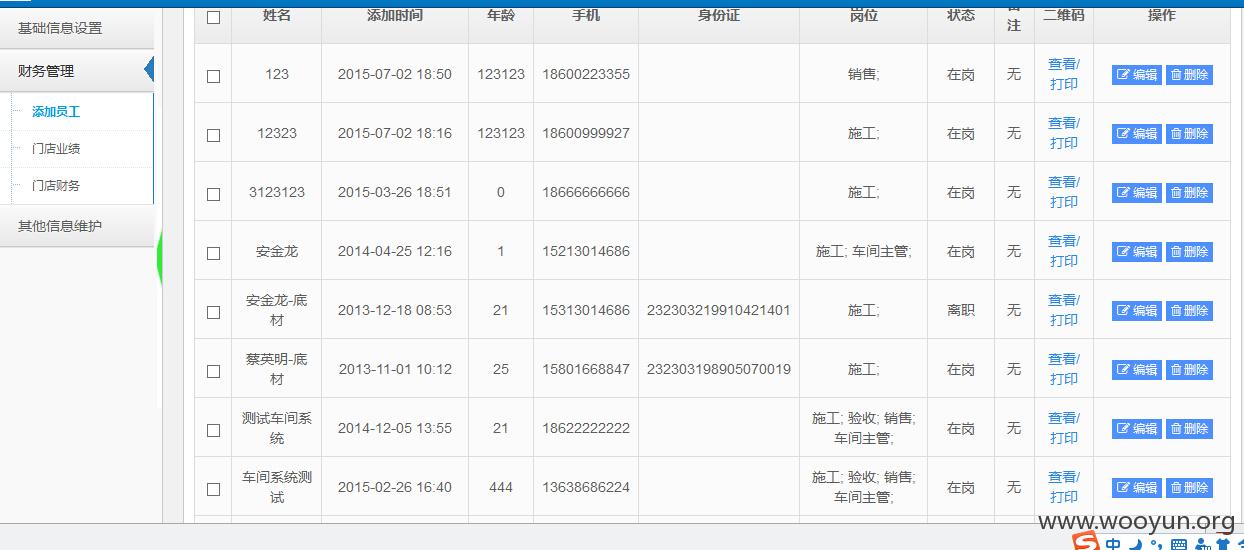 基础信息设置
财务管理
添加员工
门店业绩
门店财务
其他信息维护
姓名 添加时间 年龄 手机 身份证 岗位 状态 备注 二维码 操作
123 2015-07-02 18:50 123123 18600223355 销售; 在岗 无 查看/
打印 编辑 删除
12323 2015-07-02 18:16 123123 18600999927 施工; 在岗 无 查看/
打印 编辑 删除
3123123 2015-03-26 18:51 0 18666666666 施工; 在岗 无 查看/
打印 编辑 删除
安金龙 2014-04-25 12:16 1 15213014686 施工; 车间主管; 在岗 无 查看/
打印 编辑 删除
安金龙-底
材 2013-12-18 08:53 21 15313014686 232303219910421401 施工; 离职 无 查看/
打印 编辑 删除
蔡英明-底
材 2013-11-01 10:12 25 15801668847 232303198905070019 施工; 在岗 无 查看/
打印 编辑 删除
测试车间系
统 2014-12-05 13:55 21 18622222222 施工; 验收; 销售;
车间主管; 在岗 无 查看/
打印 编辑 删除
车间系统测
试 2015-02-26 16:40 444 13638686224 施工; 验收; 销售;
车间主管; 在岗 无 查看/
打印 编辑 删除
www.wooyun.org
中